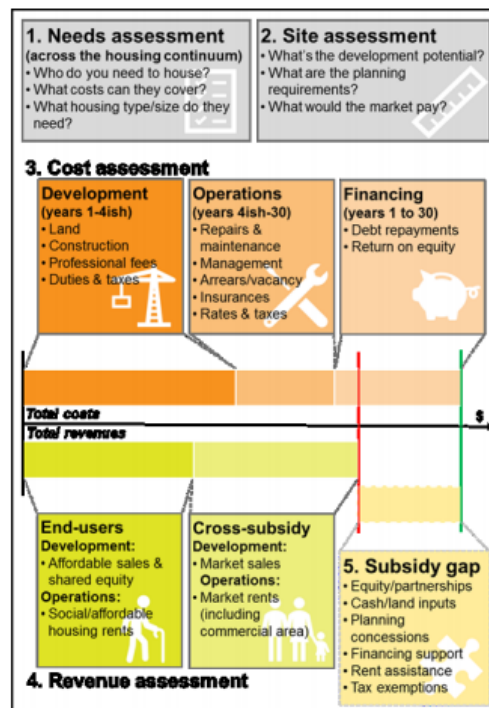 1. Needs assessment
(across the housing continuum)
• Who do you need to house?
• What costs can they cover?
• What housing type/size do they
need?
2. Site assessment
• What's the development potential?
• What are the planning
requirements?
• What would the market pay?
3. Cost assessment
Development
(years 1-4ish)
• Land
• Construction
• Professional fees
• Duties & taxes
Operations
(years 4ish-30)
• Repairs &
maintenance
• Management
• Arrears/vacancy
• Insurances
• Rates & taxes
Financing
(years 1 to 30)
• Debt repayments
• Return on equity
Total costs
$
Total revenues
End-users
Development:
• Affordable sales &
shared equity
Operations:
• Social/affordable
housing rents
Cross-subsidy
Development:
• Market sales
Operations:
• Market rents
(including
commercial area)
5. Subsidy gap
• Equity/partnerships
• Cash/land inputs
• Planning
concessions
• Financing support
• Rent assistance
• Tax exemptions
4. Revenue assessment